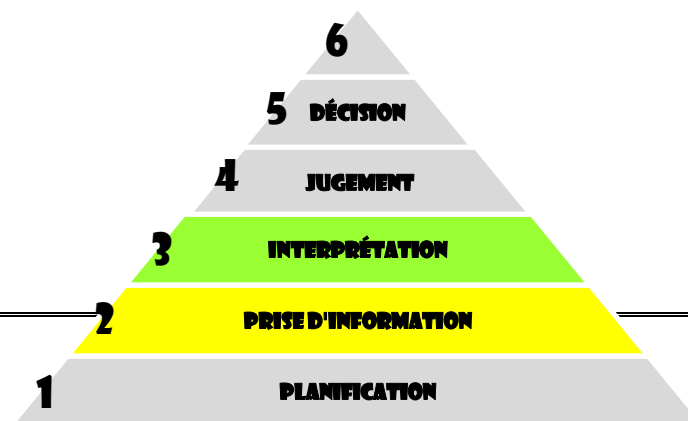 6
5 DÉCISION
4 JUGEMENT
3 INTERPRÉTATION
2 PRISE D'INFORMATION
1 PLANIFICATION